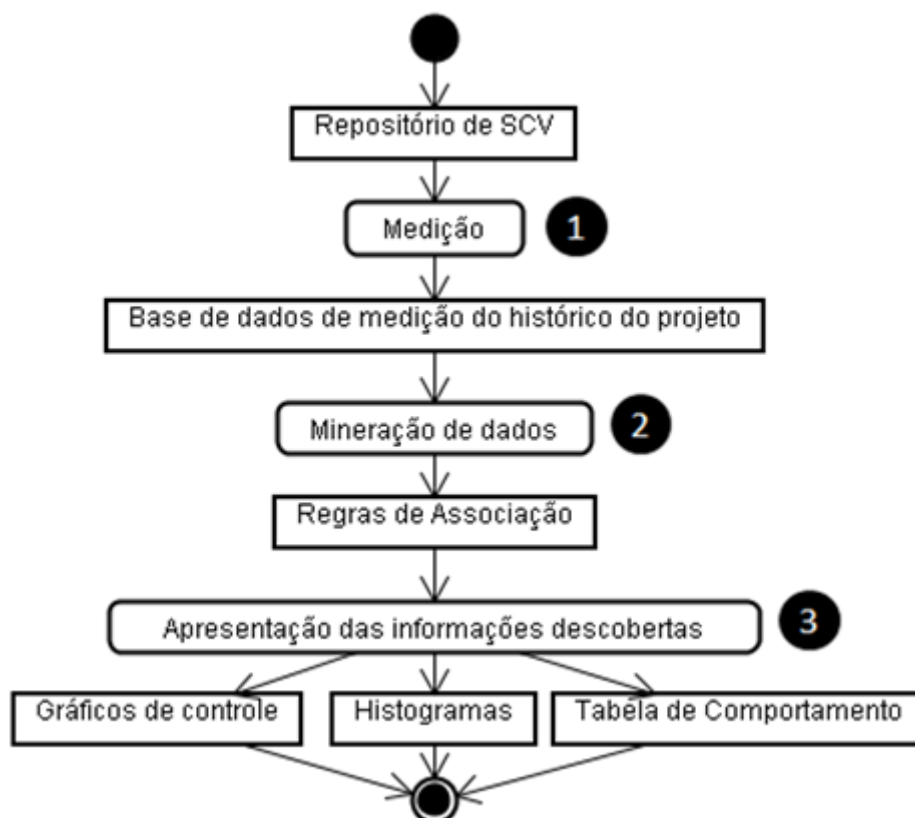 Repositório de SCV
Medição
1
Base de dados de medição do histórico do projeto
Mineração de dados
2
Regras de Associação
Apresentação das informações descobertas
3
Gráficos de controle
Histogramas
Tabela de Comportamento